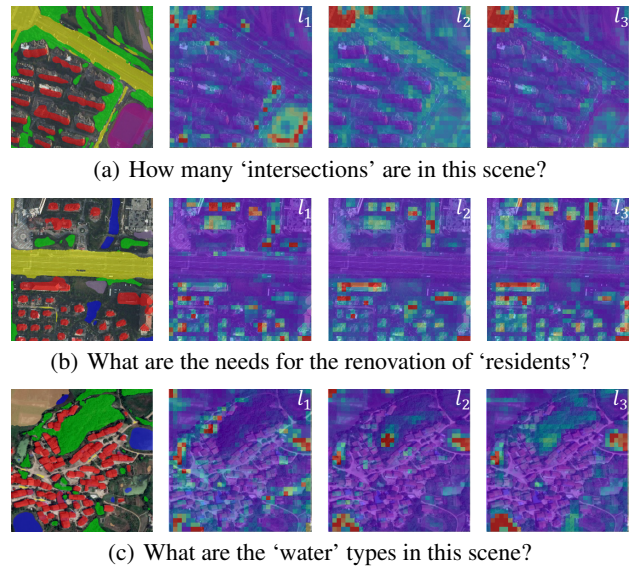 l₁ l₂ l₃
(a) How many ‘intersections’ are in this scene?
l₁ l₂ l₃
(b) What are the needs for the renovation of ‘residents’?
l₁ l₂ l₃
(c) What are the ‘water’ types in this scene?